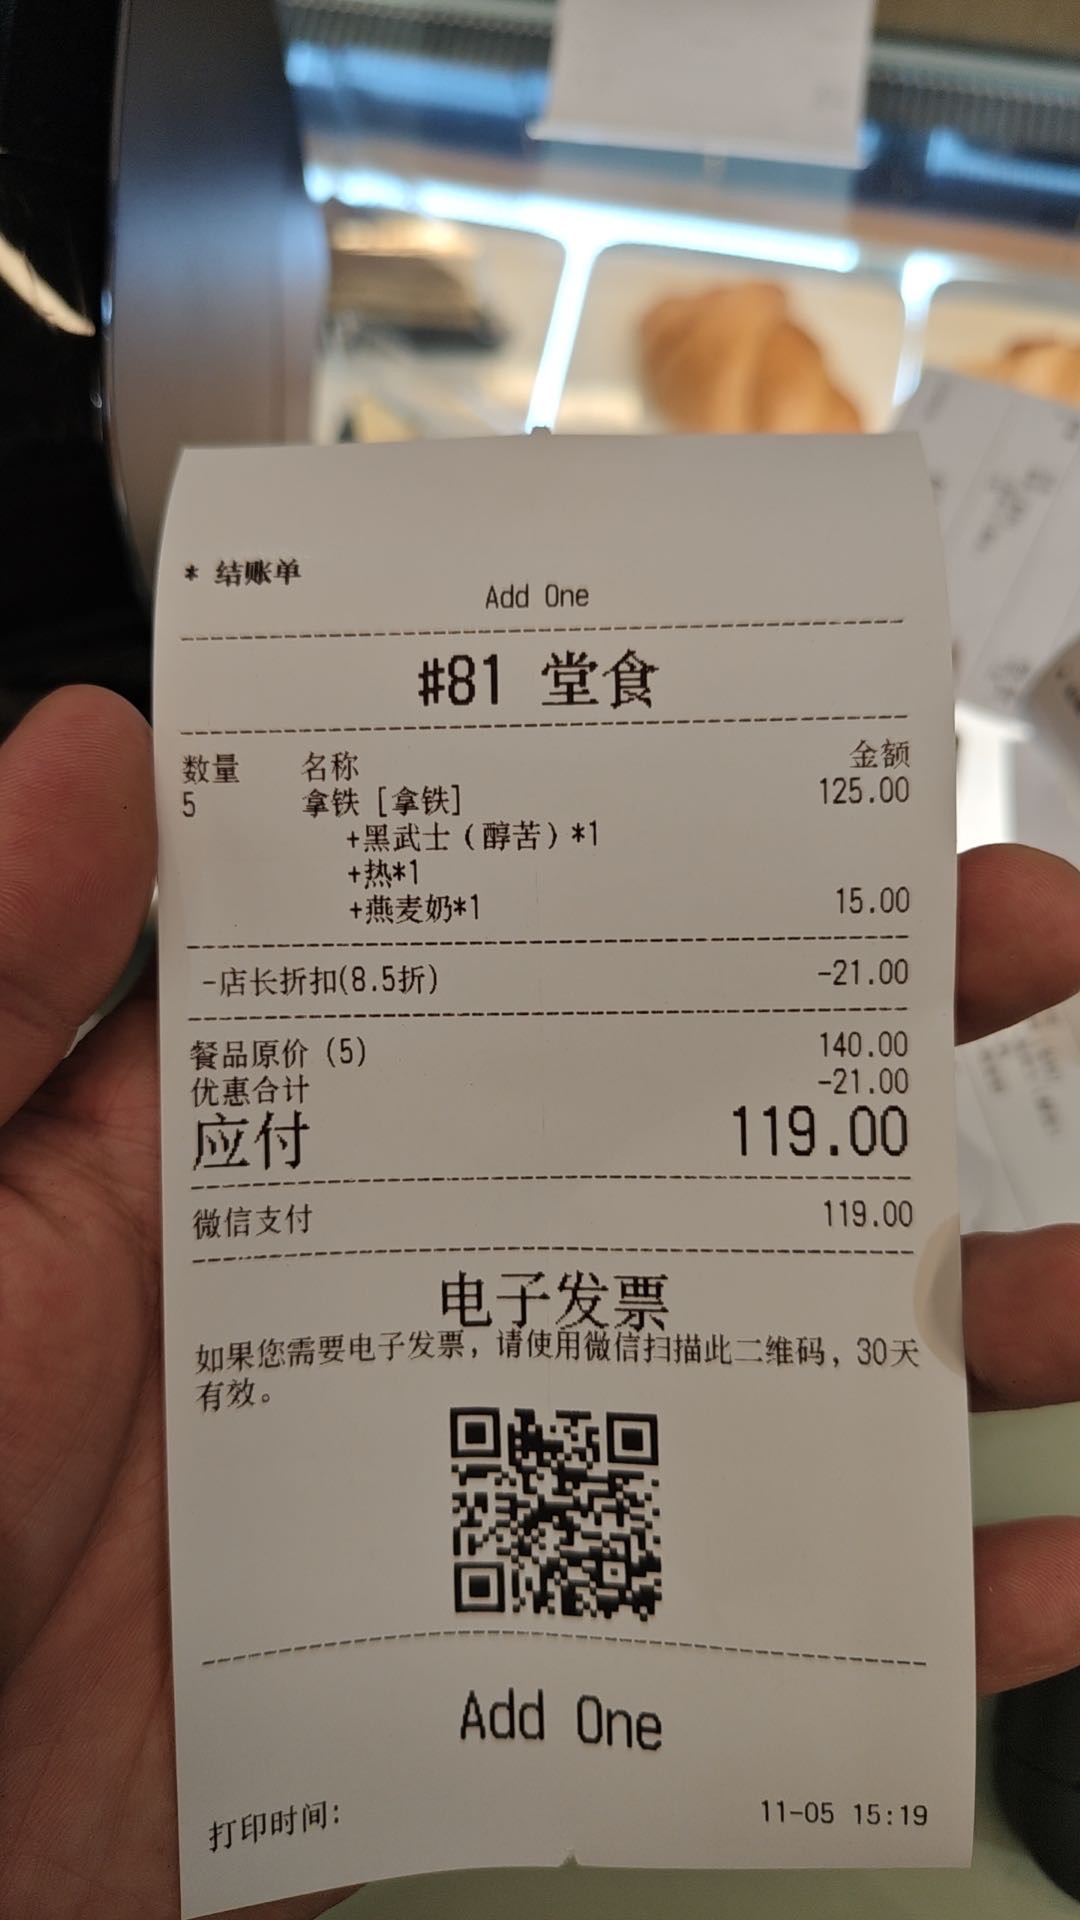 * 结账单
Add One
#81 堂食
数量 名称 金额
5 拿铁 [拿铁] 125.00
+黑武士（醇苦）*1
+热*1
+燕麦奶*1 15.00
-店长折扣(8.5折) -21.00
餐品原价 (5) 140.00
优惠合计 -21.00
应付 119.00
微信支付 119.00
电子发票
如果您需要电子发票，请使用微信扫描此二维码，30天
有效。
Add One
打印时间: 11-05 15:19